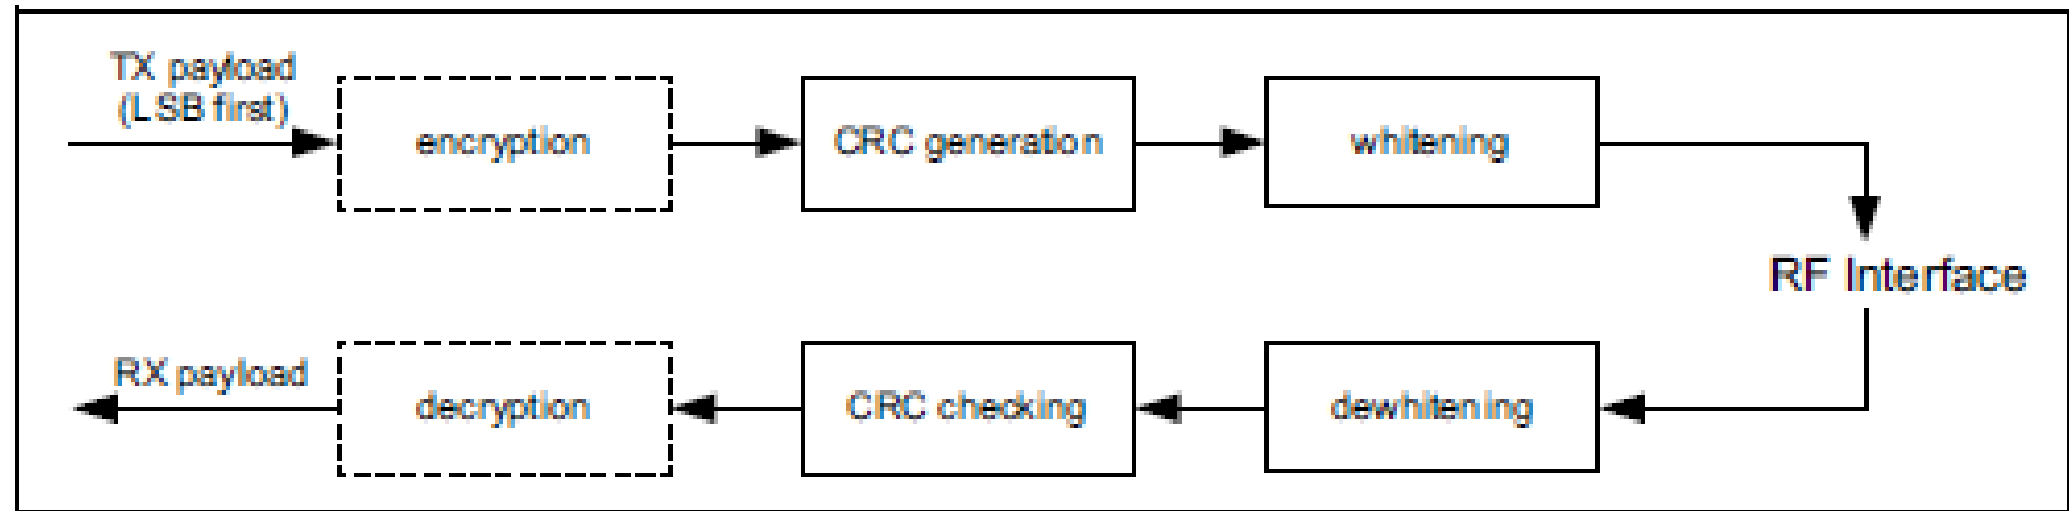 TX payload
(LSB first)
encryption
CRC generation
whitening
RF Interface
RX payload
decryption
CRC checking
dewhitening